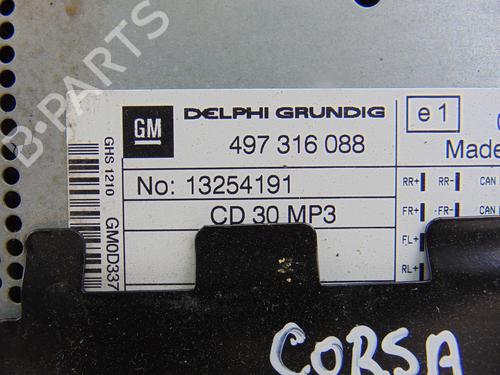 GM
DELPHI GRUNDIG
497 316 088
e1
Made
No: 13254191
CD 30 MP3
RR+ RR- CAN
FR+ FR- CAN
FL+
RL+
GHS 1210
GM0D337
CORSA
B-PARTS